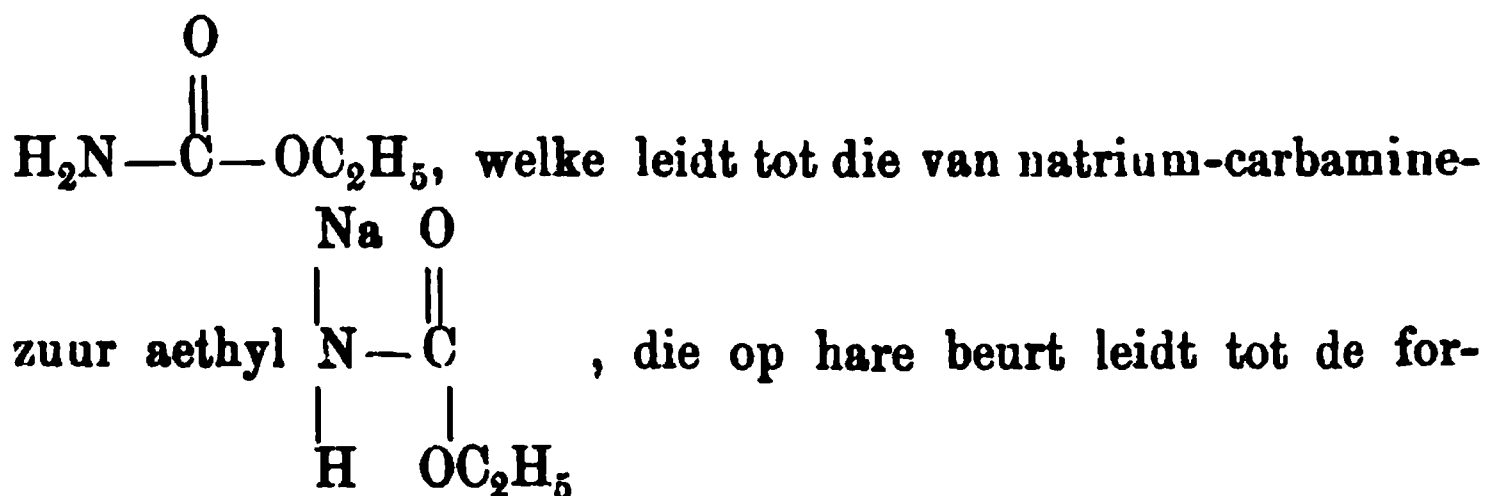 O
||
H₂N—C—OC₂H₅, welke leidt tot die van natrium-carbamine-
Na O
| ||
zuur aethyl N—C , die op hare beurt leidt tot de for-
| |
H OC₂H₅